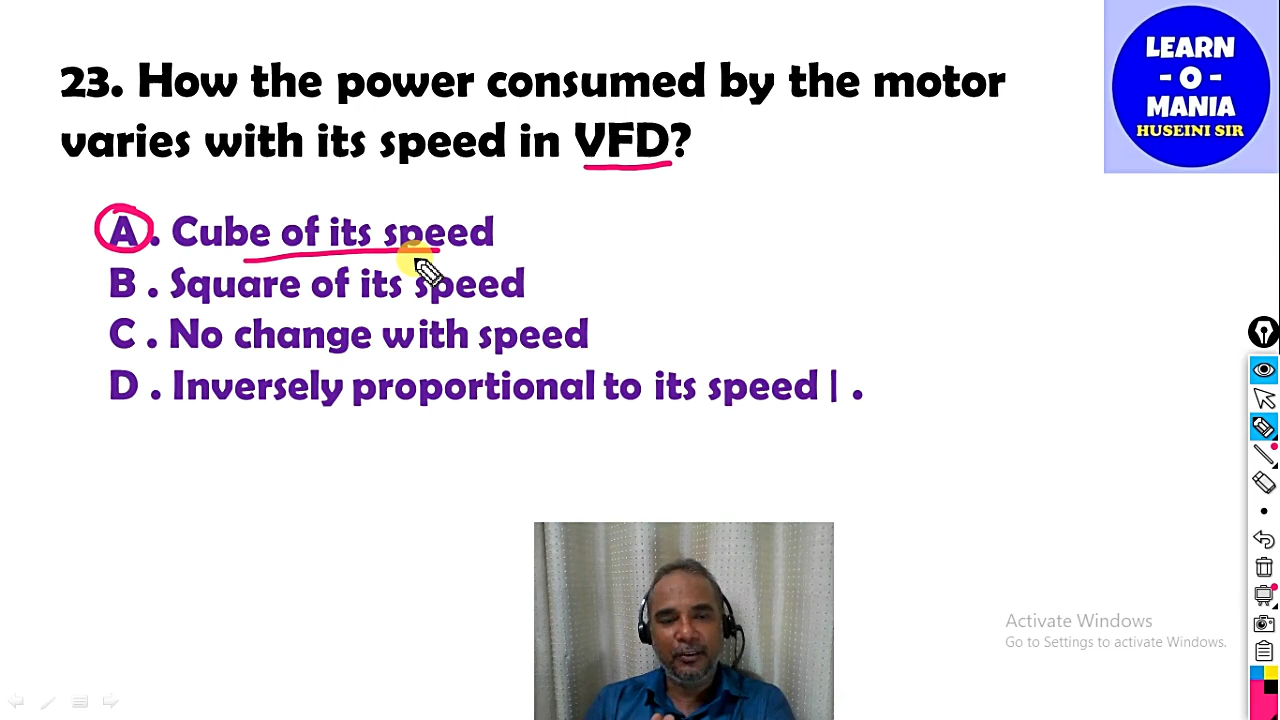 23. How the power consumed by the motor
varies with its speed in VFD?
LEARN
- O -
MANIA
HUSEINI SIR
A . Cube of its speed
B . Square of its speed
C . No change with speed
D . Inversely proportional to its speed | .
Activate Windows
Go to Settings to activate Windows.